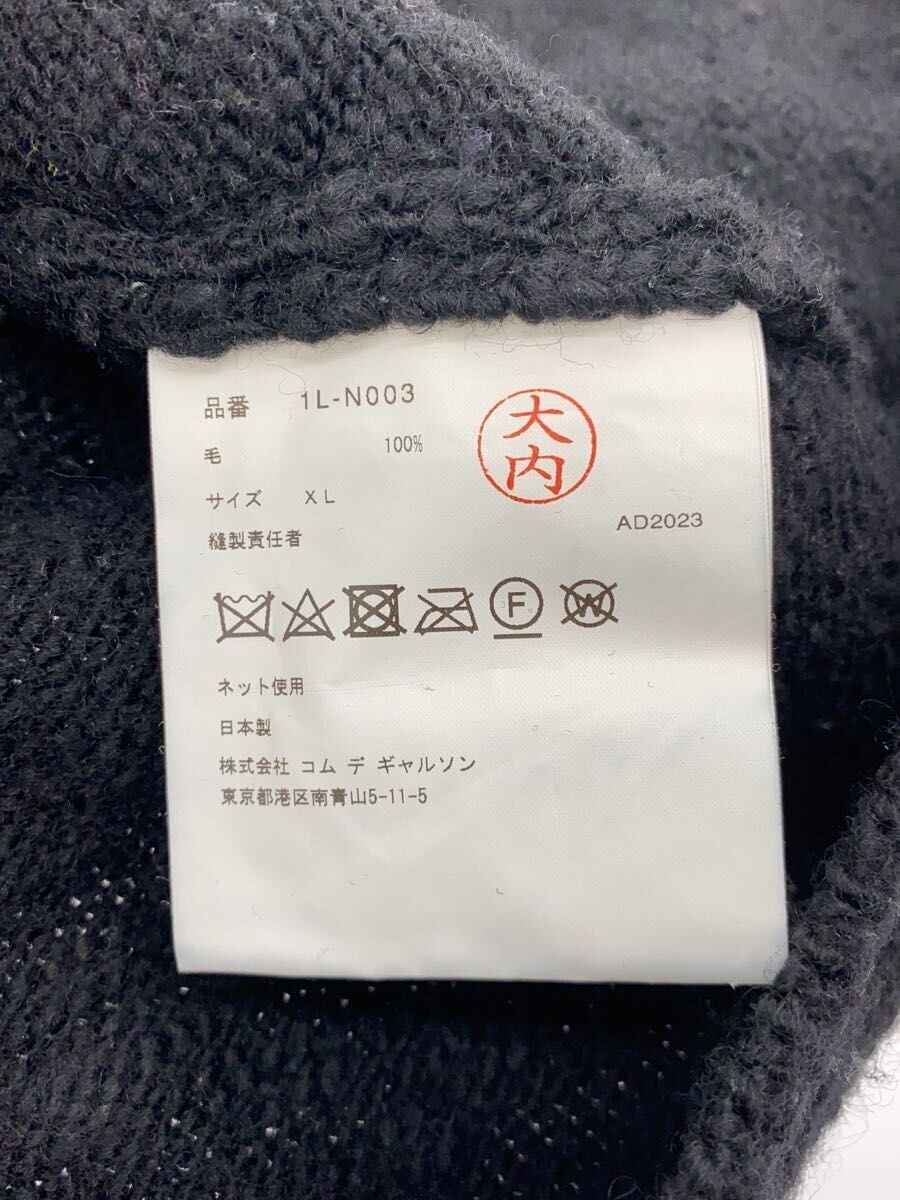 品番 1L-N003
毛 100%
大内
サイズ XL
AD2023
縫製責任者
F W
ネット使用
日本製
株式会社 コム デ ギャルソン
東京都港区南青山5-11-5